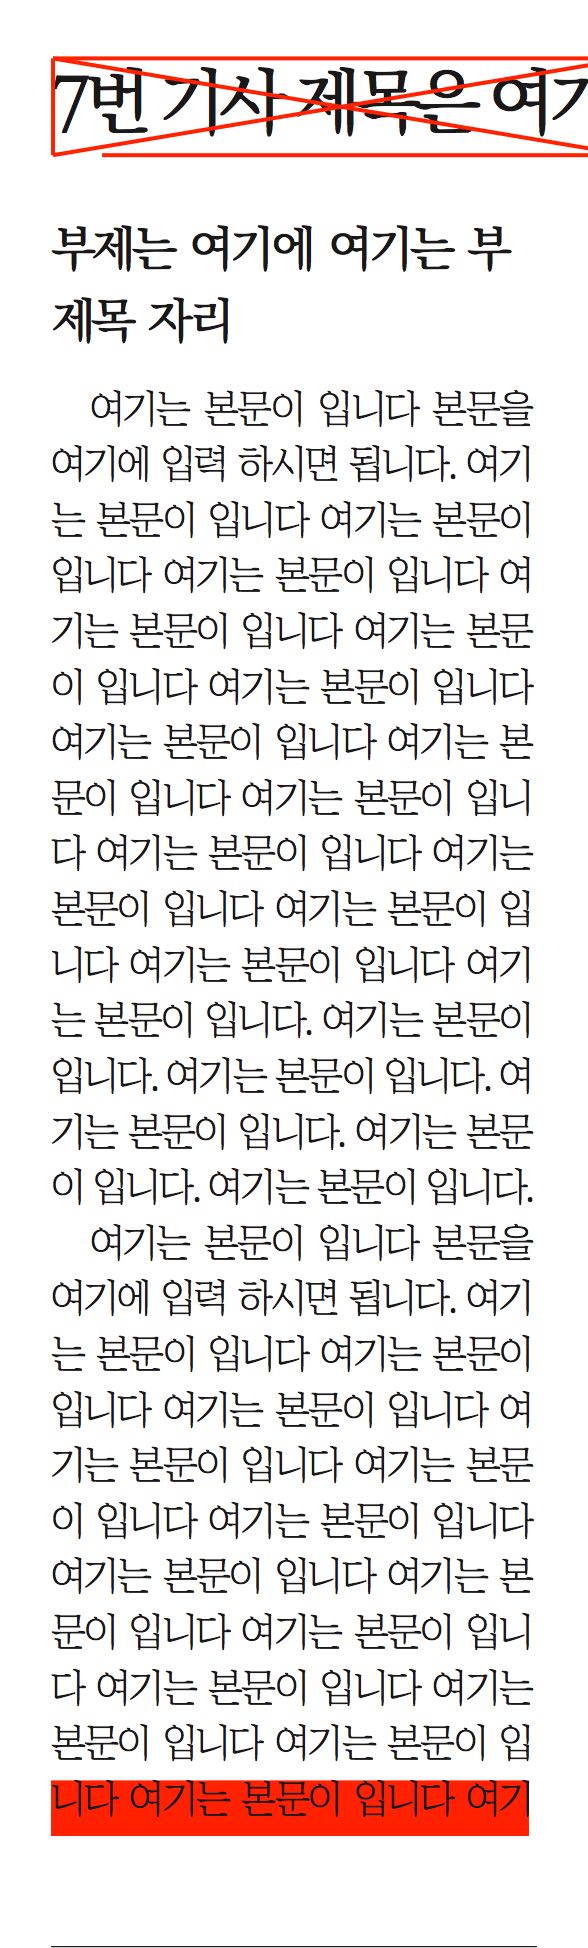 7번 기사 제목은 여기
부제는 여기에 여기는 부
제목 자리
여기는 본문이 입니다 본문을
여기에 입력 하시면 됩니다. 여기
는 본문이 입니다 여기는 본문이
입니다 여기는 본문이 입니다 여
기는 본문이 입니다 여기는 본문
이 입니다 여기는 본문이 입니다
여기는 본문이 입니다 여기는 본
문이 입니다 여기는 본문이 입니
다 여기는 본문이 입니다 여기는
본문이 입니다 여기는 본문이 입
니다 여기는 본문이 입니다 여기
는 본문이 입니다. 여기는 본문이
입니다. 여기는 본문이 입니다. 여
기는 본문이 입니다. 여기는 본문
이 입니다. 여기는 본문이 입니다.
여기는 본문이 입니다 본문을
여기에 입력 하시면 됩니다. 여기
는 본문이 입니다 여기는 본문이
입니다 여기는 본문이 입니다 여
기는 본문이 입니다 여기는 본문
이 입니다 여기는 본문이 입니다
여기는 본문이 입니다 여기는 본
문이 입니다 여기는 본문이 입니
다 여기는 본문이 입니다 여기는
본문이 입니다 여기는 본문이 입
니다 여기는 본문이 입니다 여기